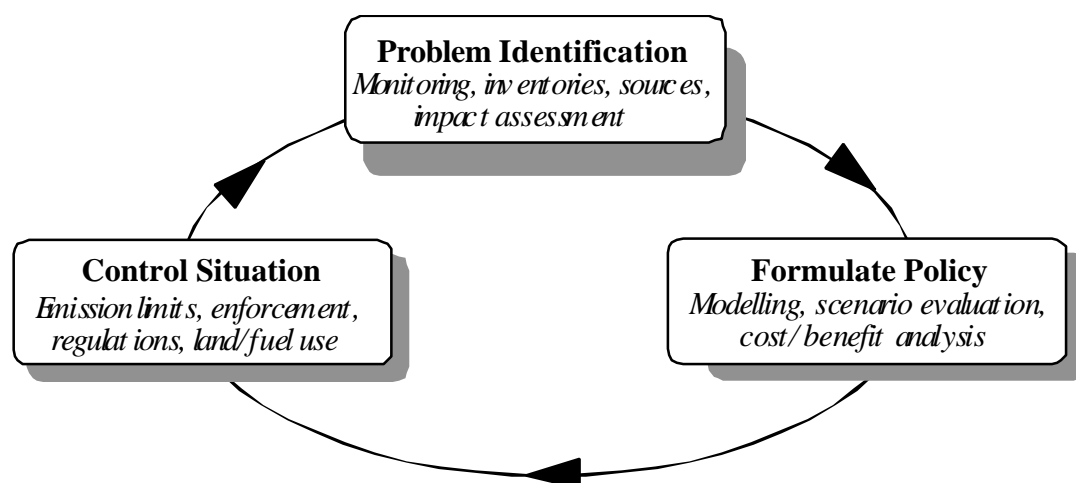 Problem Identification
Monitoring, inventories, sources,
impact assessment
Control Situation
Emission limits, enforcement,
regulations, land/fuel use
Formulate Policy
Modelling, scenario evaluation,
cost/benefit analysis